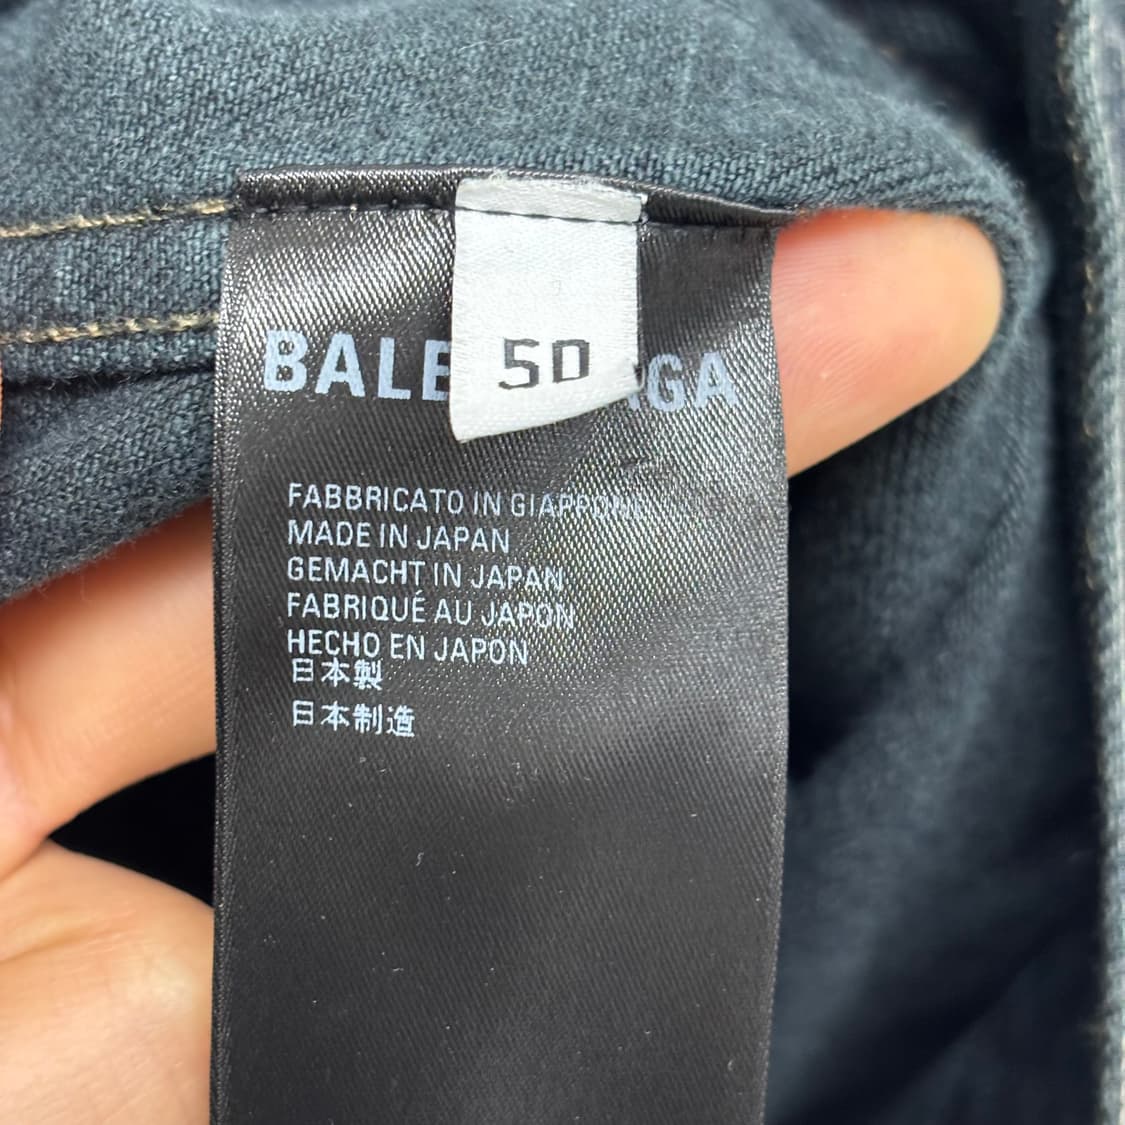 BALE GA
50
FABBRICATO IN GIAPPONE
MADE IN JAPAN
GEMACHT IN JAPAN
FABRIQUÉ AU JAPON
HECHO EN JAPON
日本製
日本制造